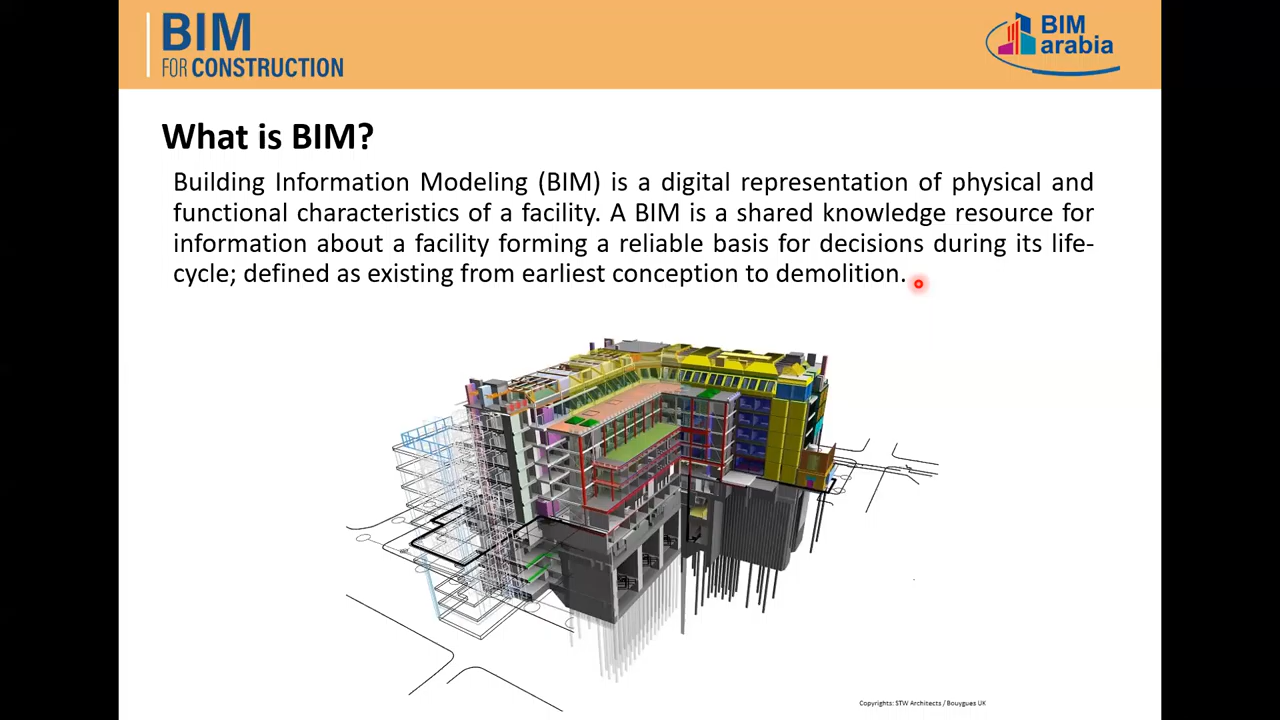 BIM
FOR CONSTRUCTION
BIM
arabia
What is BIM?
Building Information Modeling (BIM) is a digital representation of physical and
functional characteristics of a facility. A BIM is a shared knowledge resource for
information about a facility forming a reliable basis for decisions during its life-
cycle; defined as existing from earliest conception to demolition.
Copyrights: STW Architects / Bouygues UK